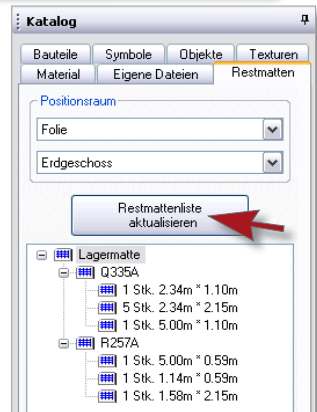 Katalog
Bauteile Symbole Objekte Texturen
Material Eigene Dateien Restmatten
Positionsraum
Folie
Erdgeschoss
Restmattenliste
aktualisieren
Lagermatte
Q335A
1 Stk. 2.34m * 1.10m
5 Stk. 2.34m * 2.15m
1 Stk. 5.00m * 1.10m
R257A
1 Stk. 5.00m * 0.59m
1 Stk. 1.14m * 0.59m
1 Stk. 1.58m * 2.15m